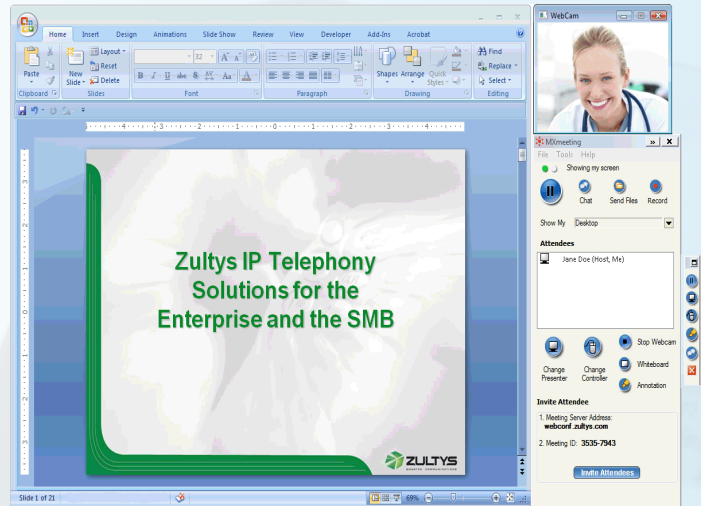 Home Insert Design Animations Slide Show Review View Developer Add-Ins Acrobat
Paste
Clipboard
New
Slide
Layout
Reset
Delete
Slides
32
Font
Paragraph
Shapes Arrange Quick
Styles
Drawing
Find
Replace
Select
Editing
Zultys IP Telephony
Solutions for the
Enterprise and the SMB
ZULTYS
Slide 1 of 21
69%
WebCam
MXmeeting
File Tools Help
Showing my screen
Chat Send Files Record
Show My Desktop
Attendees
Jane Doe (Host, Me)
Change
Presenter
Change
Controller
Stop Webcam
Whiteboard
Annotation
Invite Attendee
1. Meeting Server Address:
webconf.zultys.com
2. Meeting ID: 3535-7943
Invite Attendees